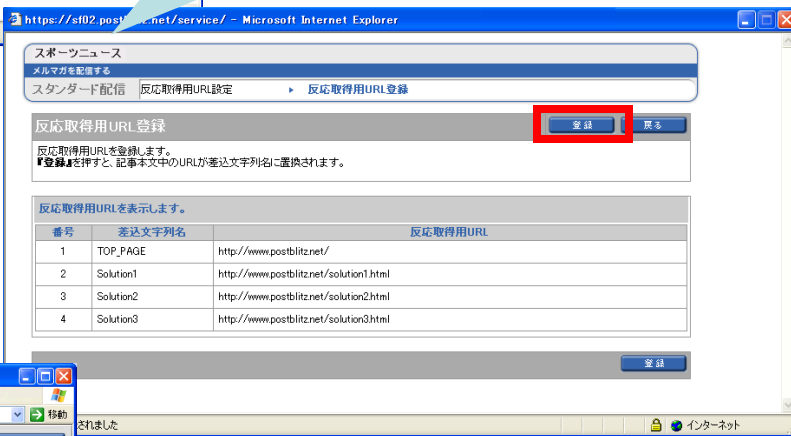 https://sf02.post net/service/ - Microsoft Internet Explorer
スポーツニュース
メルマガを配信する
スタンダード配信 反応取得用URL設定 ▶ 反応取得用URL登録
反応取得用URL登録 登録 戻る
反応取得用URLを登録します。
『登録』を押すと、記事本文中のURLが差込文字列名に置換されます。
反応取得用URLを表示します。
番号 差込文字列名 反応取得用URL
1 TOP_PAGE http://www.postblitz.net/
2 Solution1 http://www.postblitz.net/solution1.html
3 Solution2 http://www.postblitz.net/solution2.html
4 Solution3 http://www.postblitz.net/solution3.html
登録
移動
されました インターネット